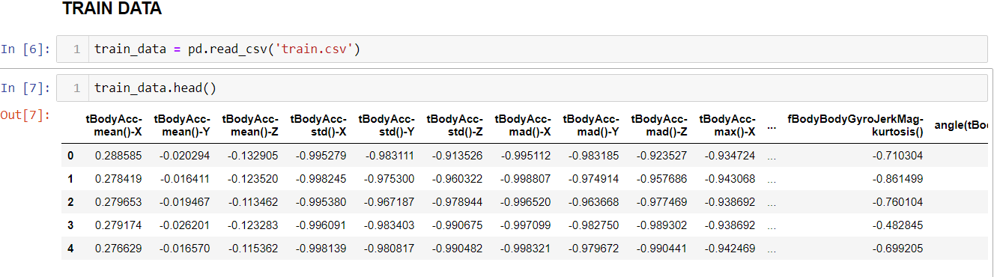 TRAIN DATA
In [6]: 1 train_data = pd.read_csv('train.csv')
In [7]: 1 train_data.head()
Out[7]:
tBodyAcc- tBodyAcc- tBodyAcc- tBodyAcc- tBodyAcc- tBodyAcc- tBodyAcc- tBodyAcc- tBodyAcc- tBodyAcc- ... fBodyBodyGyroJerkMag- angle(tBo
mean()-X mean()-Y mean()-Z std()-X std()-Y std()-Z mad()-X mad()-Y mad()-Z max()-X kurtosis()
0 0.288585 -0.020294 -0.132905 -0.995279 -0.983111 -0.913526 -0.995112 -0.983185 -0.923527 -0.934724 ... -0.710304
1 0.278419 -0.016411 -0.123520 -0.998245 -0.975300 -0.960322 -0.998807 -0.974914 -0.957686 -0.943068 ... -0.861499
2 0.279653 -0.019467 -0.113462 -0.995380 -0.967187 -0.978944 -0.996520 -0.963668 -0.977469 -0.938692 ... -0.760104
3 0.279174 -0.026201 -0.123283 -0.996091 -0.983403 -0.990675 -0.997099 -0.982750 -0.989302 -0.938692 ... -0.482845
4 0.276629 -0.016570 -0.115362 -0.998139 -0.980817 -0.990482 -0.998321 -0.979672 -0.990441 -0.942469 ... -0.699205